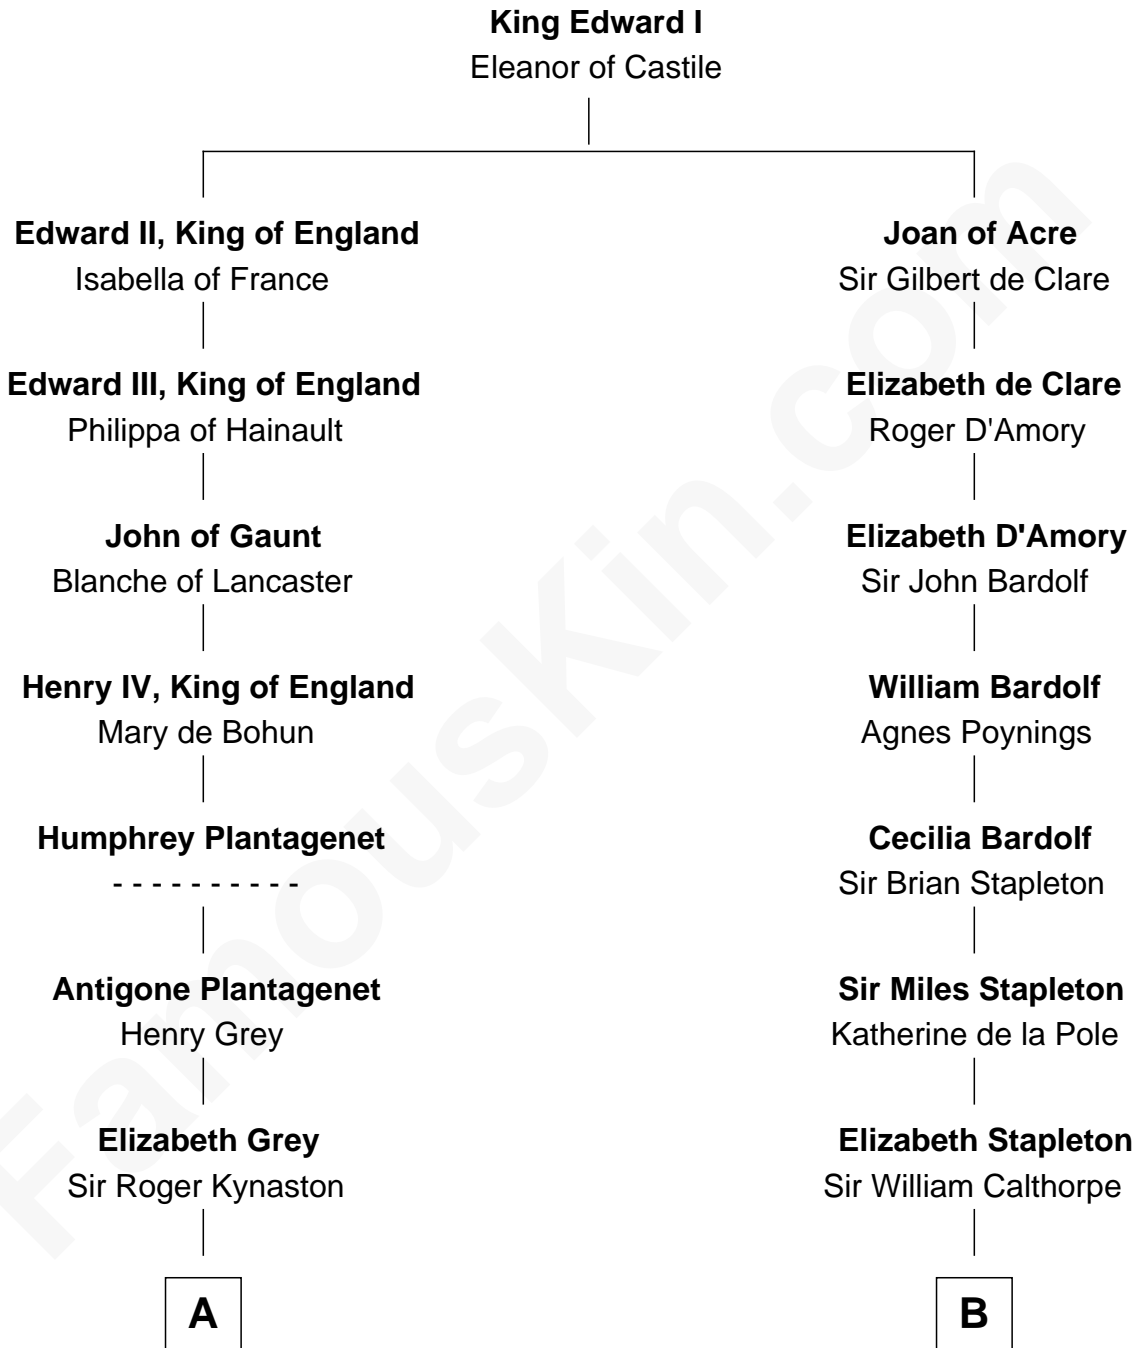 King Edward I
Eleanor of Castile
Edward II, King of England
Isabella of France
Joan of Acre
Sir Gilbert de Clare
Edward III, King of England
Philippa of Hainault
Elizabeth de Clare
Roger D'Amory
John of Gaunt
Blanche of Lancaster
Elizabeth D'Amory
Sir John Bardolf
Henry IV, King of England
Mary de Bohun
William Bardolf
Agnes Poynings
Humphrey Plantagenet
- - - - - - - - - -
Cecilia Bardolf
Sir Brian Stapleton
Antigone Plantagenet
Henry Grey
Sir Miles Stapleton
Katherine de la Pole
Elizabeth Grey
Sir Roger Kynaston
Elizabeth Stapleton
Sir William Calthorpe
A
B
FamousKin.com